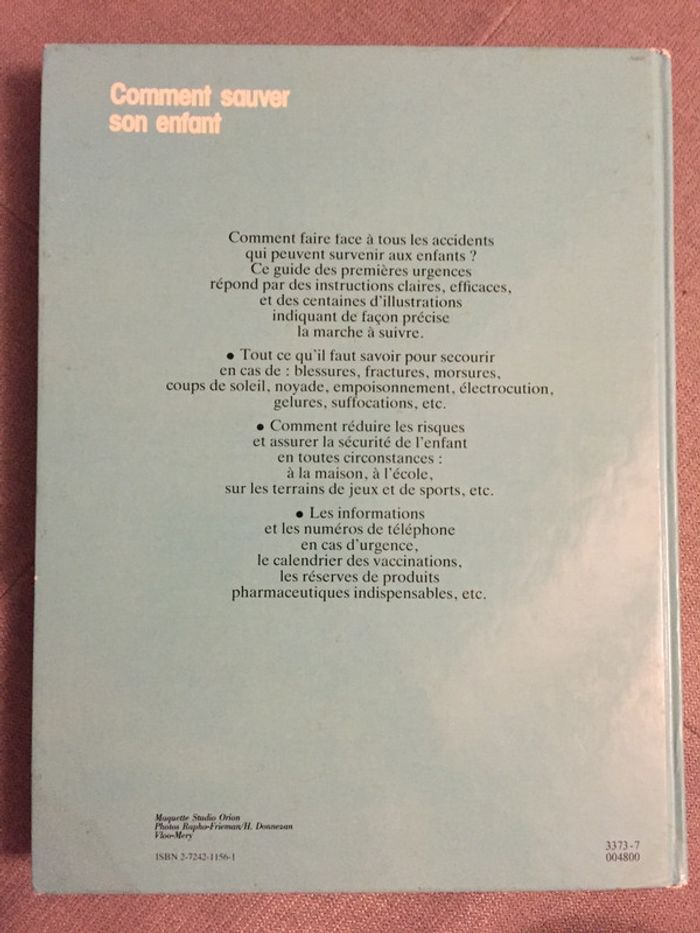 Comment sauver
son enfant
Comment faire face à tous les accidents
qui peuvent survenir aux enfants ?
Ce guide des premières urgences
répond par des instructions claires, efficaces,
et des centaines d'illustrations
indiquant de façon précise
la marche à suivre.
• Tout ce qu'il faut savoir pour secourir
en cas de : blessures, fractures, morsures,
coups de soleil, noyade, empoisonnement, électrocution,
gelures, suffocations, etc.
• Comment réduire les risques
et assurer la sécurité de l'enfant
en toutes circonstances :
à la maison, à l'école,
sur les terrains de jeux et de sports, etc.
• Les informations
et les numéros de téléphone
en cas d'urgence,
le calendrier des vaccinations,
les réserves de produits
pharmaceutiques indispensables, etc.
Maquette Studio Orion
Photos Rapho-Frieman/H. Donnezan
Vloo-Mery
ISBN 2-7242-1156-1
3373-7
004800